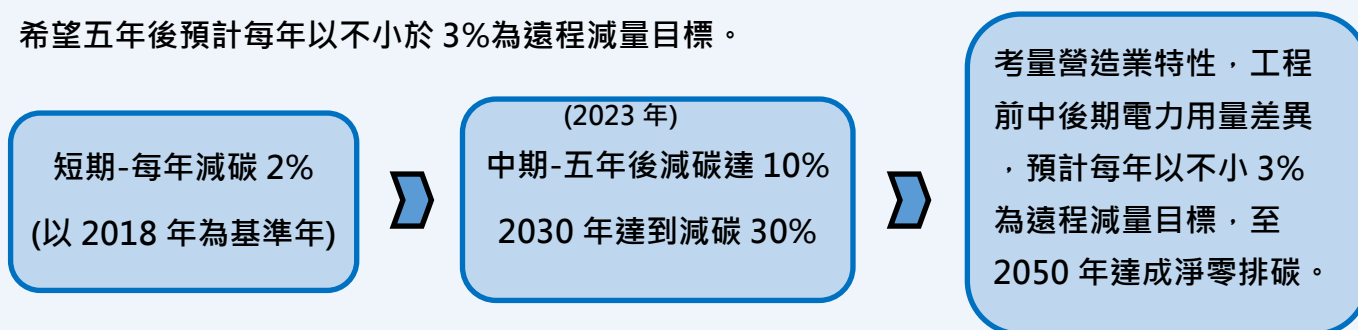 希望五年後預計每年以不小於 3%為遠程減量目標。
短期-每年減碳 2%
(以 2018 年為基準年)
(2023 年)
中期-五年後減碳達 10%
2030 年達到減碳 30%
考量營造業特性，工程
前中後期電力用量差異
，預計每年以不小 3%
為遠程減量目標，至
2050 年達成淨零排碳。